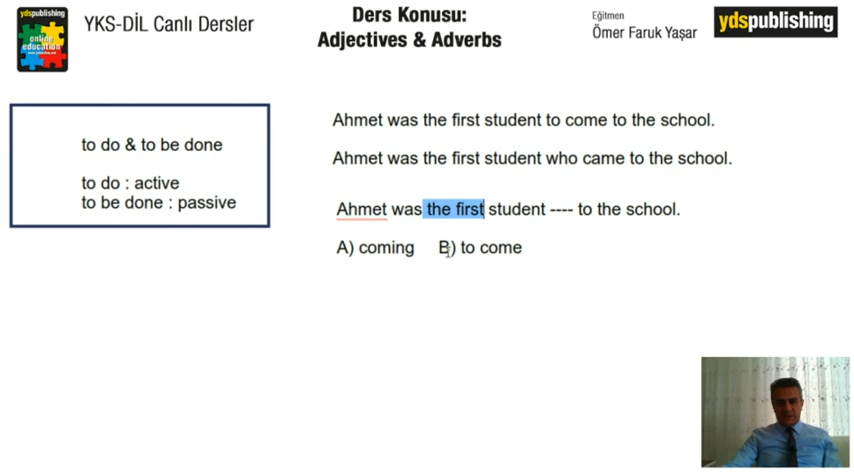 ydspublishing
online
education
YKS-DİL Canlı Dersler
Ders Konusu:
Adjectives & Adverbs
Eğitmen
Ömer Faruk Yaşar
ydspublishing
to do & to be done
to do : active
to be done : passive
Ahmet was the first student to come to the school.
Ahmet was the first student who came to the school.
Ahmet was the first student ---- to the school.
A) coming B) to come